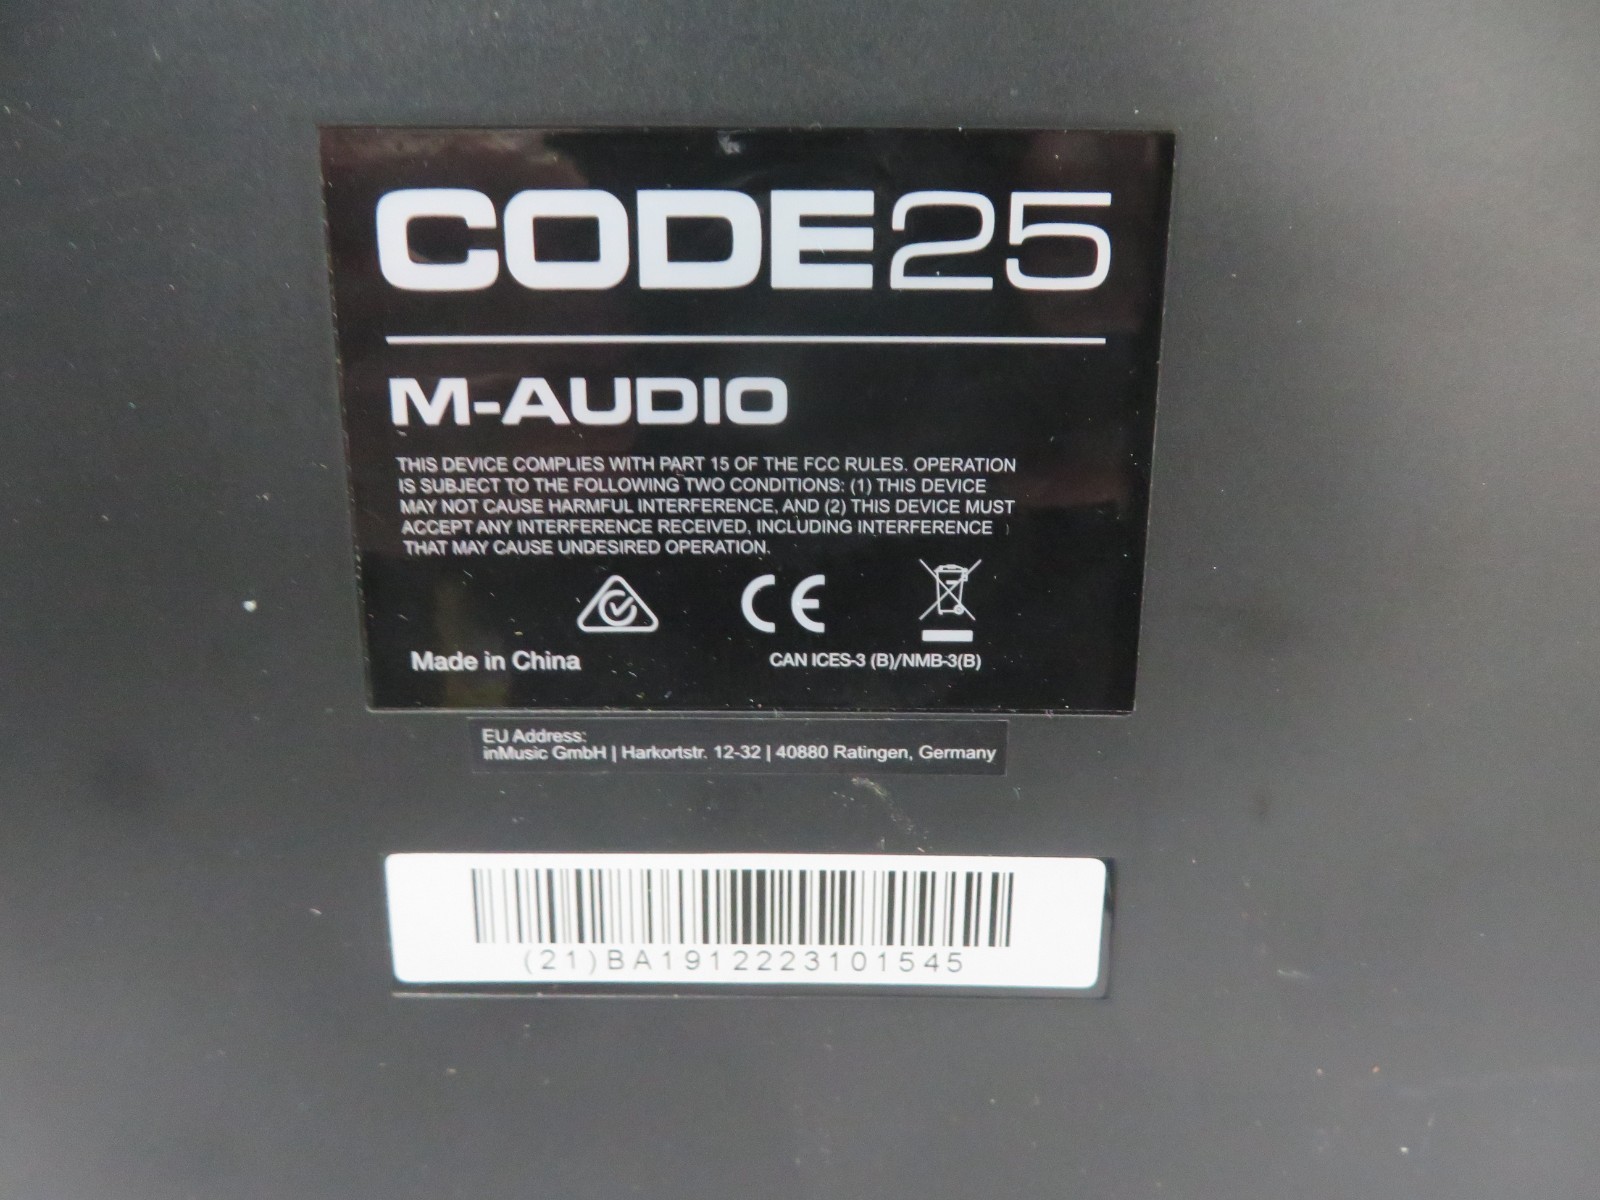 CODE25
M-AUDIO
THIS DEVICE COMPLIES WITH PART 15 OF THE FCC RULES. OPERATION
IS SUBJECT TO THE FOLLOWING TWO CONDITIONS: (1) THIS DEVICE
MAY NOT CAUSE HARMFUL INTERFERENCE, AND (2) THIS DEVICE MUST
ACCEPT ANY INTERFERENCE RECEIVED, INCLUDING INTERFERENCE
THAT MAY CAUSE UNDESIRED OPERATION.
CE
Made in China
CAN ICES-3 (B)/NMB-3(B)
EU Address:
inMusic GmbH | Harkortstr. 12-32 | 40880 Ratingen, Germany
(21)BA1912223101545